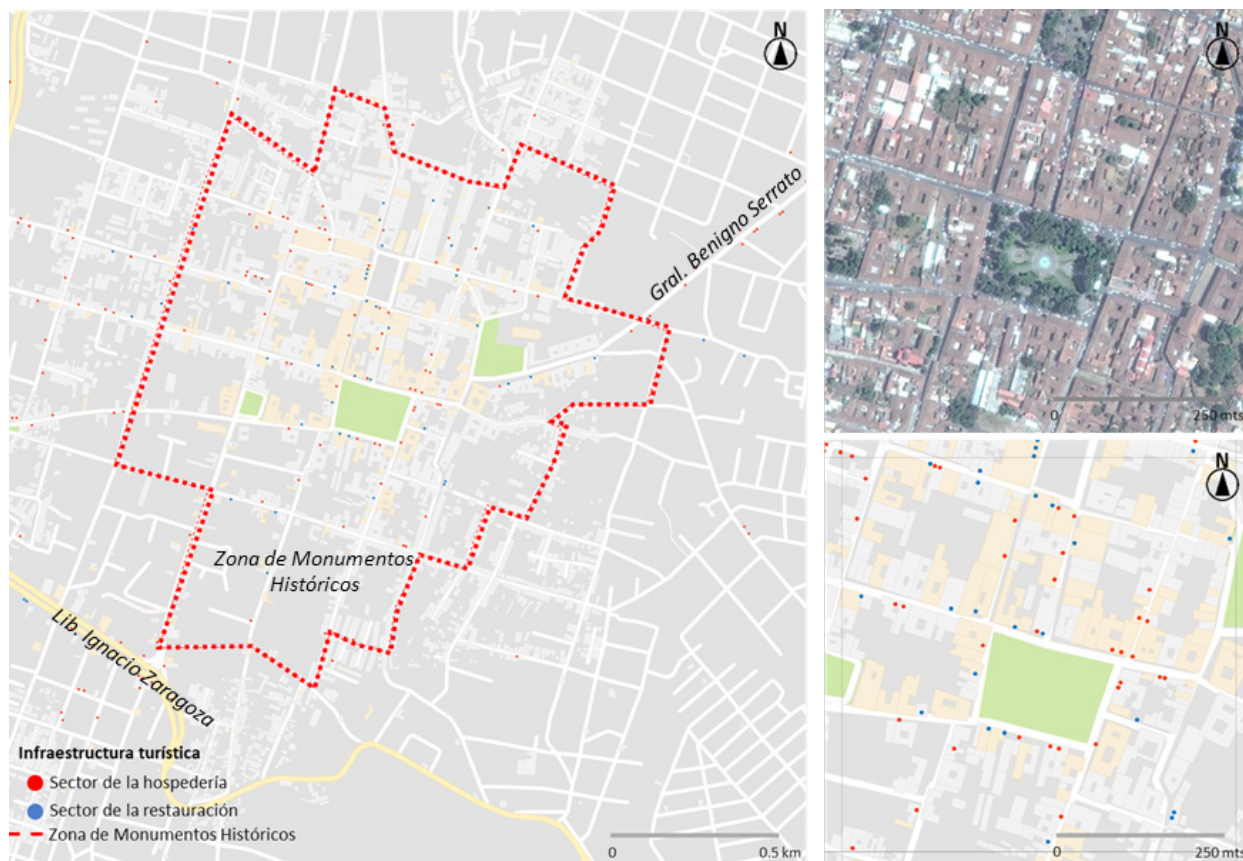 N
Gral. Benigno Serrato
Zona de Monumentos
Históricos
Lib. Ignacio Zaragoza
Infraestructura turística
Sector de la hospedería
Sector de la restauración
Zona de Monumentos Históricos
0 0.5 km
N
0 250 mts
N
0 250 mts